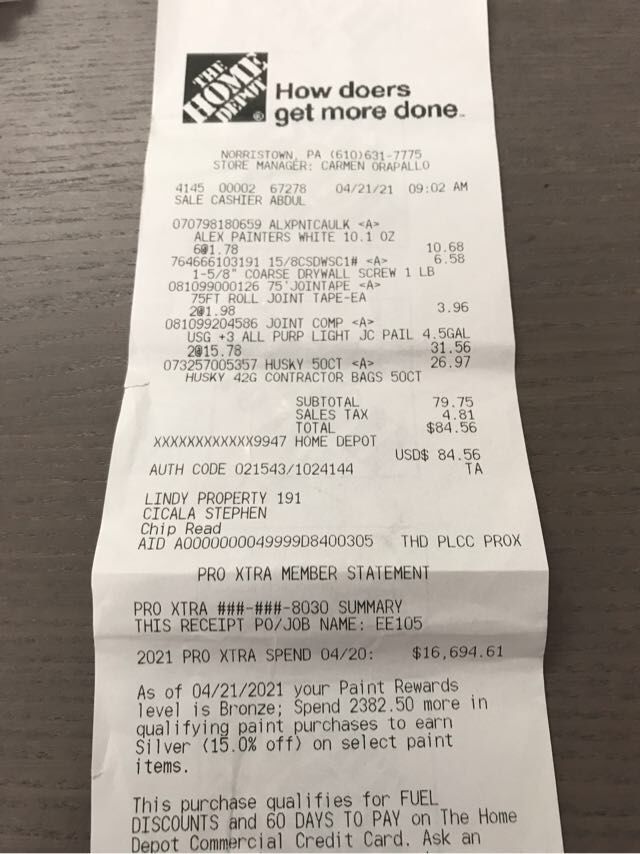 THE
HOME
DEPOT
®
How doers
get more done™
NORRISTOWN, PA (610)631-7775
STORE MANAGER: CARMEN ORAPALLO
4145 00002 67278 04/21/21 09:02 AM
SALE CASHIER ABDUL
070798180659 ALXPNTCAULK <A>
ALEX PAINTERS WHITE 10.1 OZ
6@1.78 10.68
764666103191 15/8CSDWSC1# <A> 6.58
1-5/8" COARSE DRYWALL SCREW 1 LB
081099000126 75'JOINTAPE <A>
75FT ROLL JOINT TAPE-EA
2@1.98 3.96
081099204586 JOINT COMP <A>
USG +3 ALL PURP LIGHT JC PAIL 4.5GAL
2@15.78 31.56
073257005357 HUSKY 50CT <A> 26.97
HUSKY 42G CONTRACTOR BAGS 50CT
SUBTOTAL 79.75
SALES TAX 4.81
TOTAL $84.56
XXXXXXXXXXXX9947 HOME DEPOT
USD$ 84.56
AUTH CODE 021543/1024144 TA
LINDY PROPERTY 191
CICALA STEPHEN
Chip Read
AID A0000000049999D8400305 THD PLCC PROX
PRO XTRA MEMBER STATEMENT
PRO XTRA ###-###-8030 SUMMARY
THIS RECEIPT PO/JOB NAME: EE105
2021 PRO XTRA SPEND 04/20: $16,694.61
As of 04/21/2021 your Paint Rewards
level is Bronze; Spend 2382.50 more in
qualifying paint purchases to earn
Silver (15.0% off) on select paint
items.
This purchase qualifies for FUEL
DISCOUNTS and 60 DAYS TO PAY on The Home
Depot Commercial Credit Card. Ask an